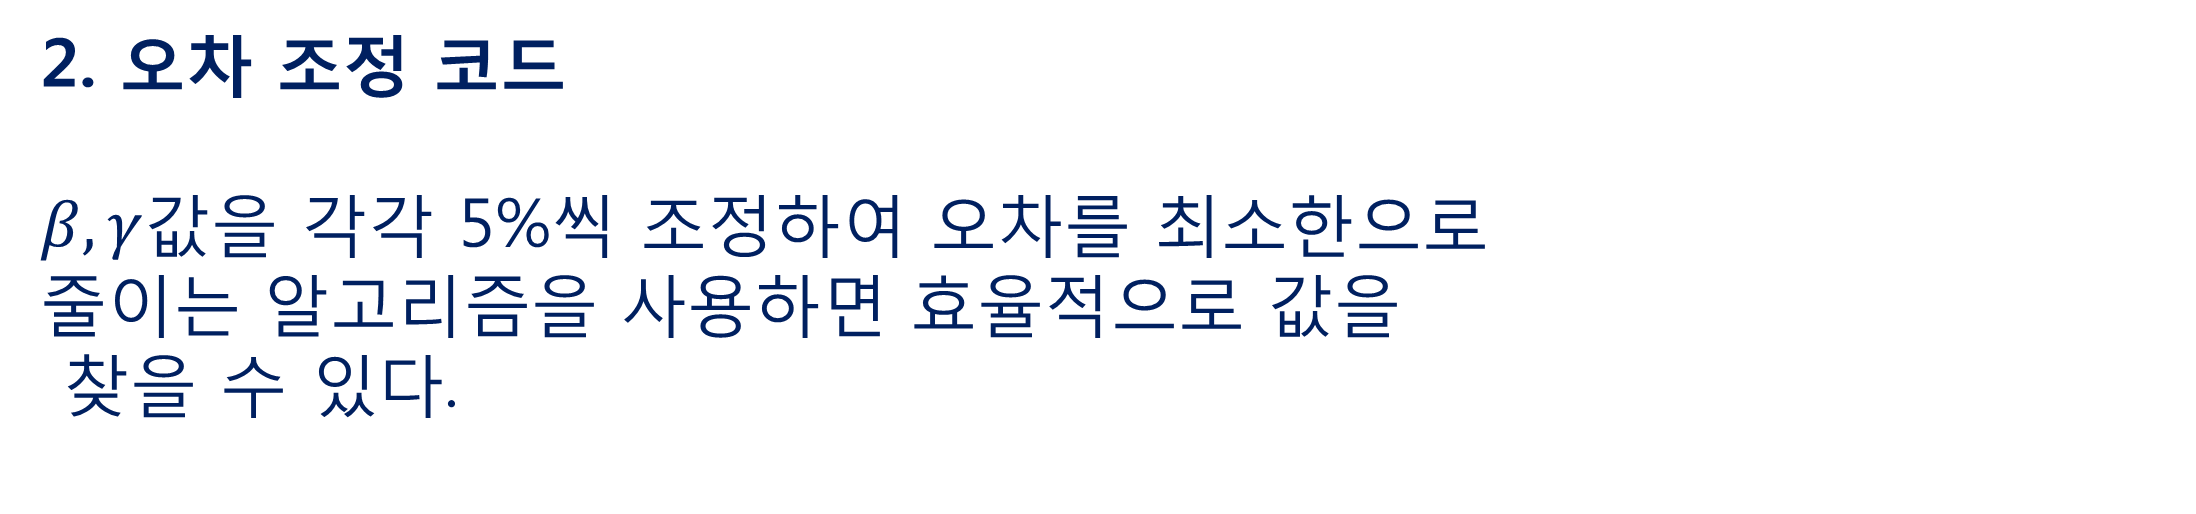 2. 오차 조정 코드
β,γ값을 각각 5%씩 조정하여 오차를 최소한으로
줄이는 알고리즘을 사용하면 효율적으로 값을
찾을 수 있다.